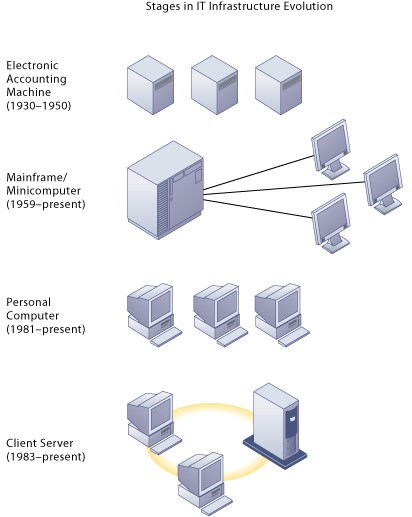 Stages in IT Infrastructure Evolution
Electronic
Accounting
Machine
(1930–1950)
Mainframe/
Minicomputer
(1959–present)
Personal
Computer
(1981–present)
Client Server
(1983–present)